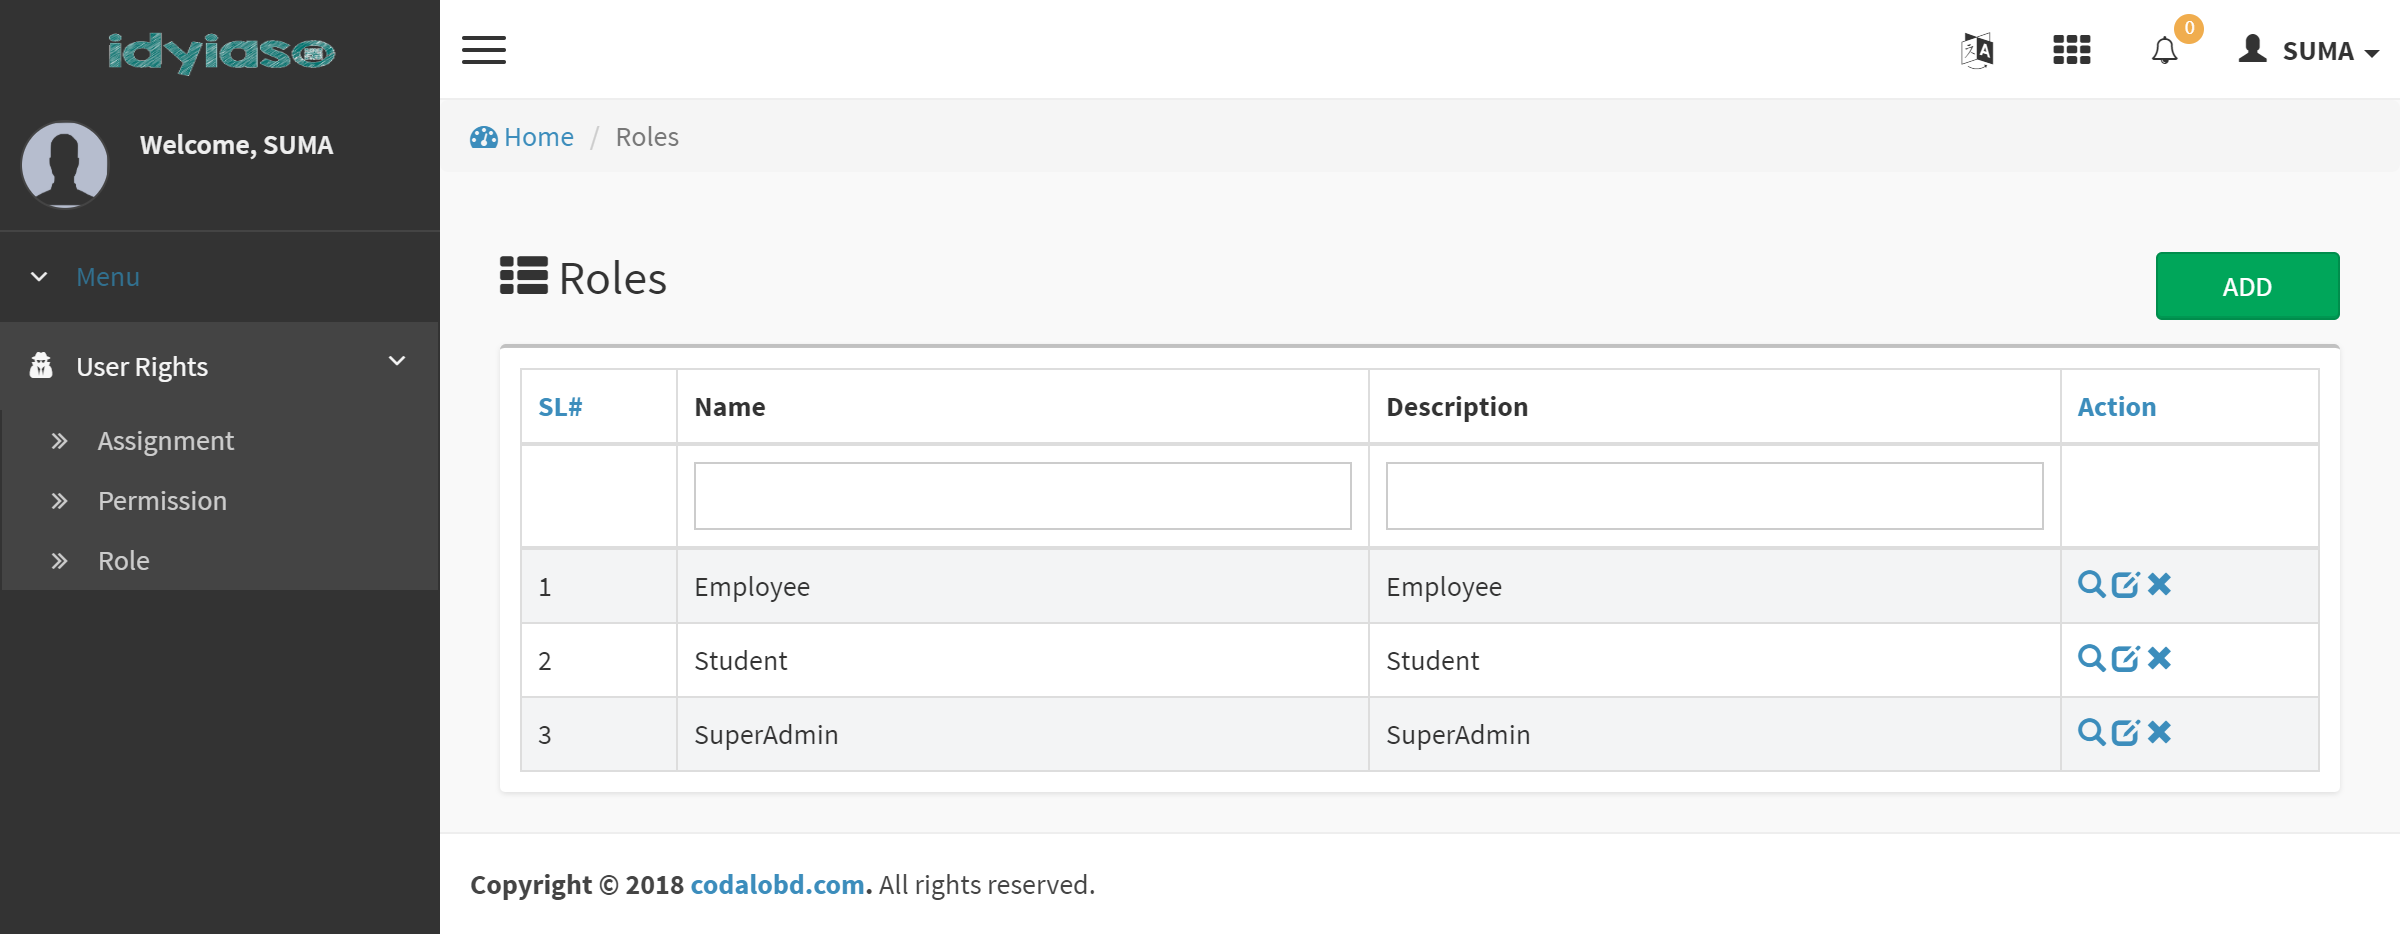 idyiaso
Welcome, SUMA
Menu
User Rights
Assignment
Permission
Role
0
SUMA
Home / Roles
Roles
ADD
SL# Name Description Action
1 Employee Employee
2 Student Student
3 SuperAdmin SuperAdmin
Copyright © 2018 codalobd.com. All rights reserved.